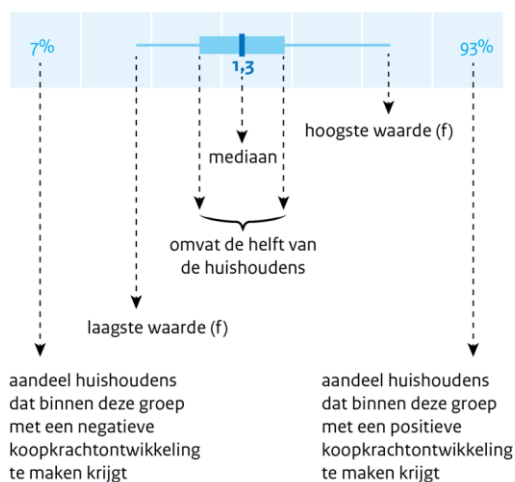 7%
93%
1,3
hoogste waarde (f)
mediaan
omvat de helft van
de huishoudens
laagste waarde (f)
aandeel huishoudens
dat binnen deze groep
met een negatieve
koopkrachtontwikkeling
te maken krijgt
aandeel huishoudens
dat binnen deze groep
met een positieve
koopkrachtontwikkeling
te maken krijgt